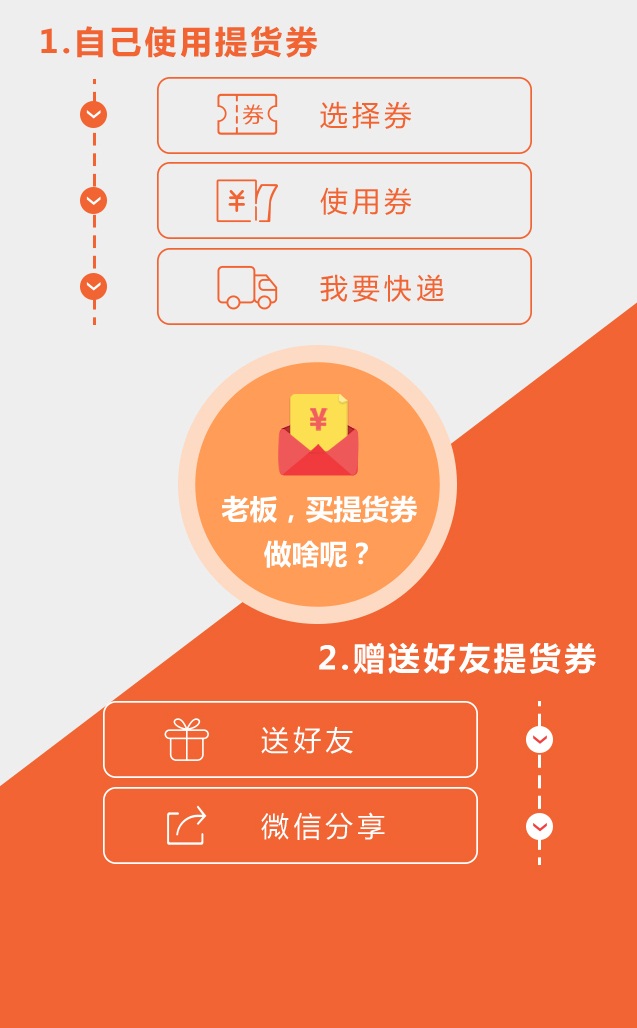 1.自己使用提货券
券
选择券
¥
使用券
我要快递
¥
老板，买提货券
做啥呢？
2.赠送好友提货券
送好友
微信分享